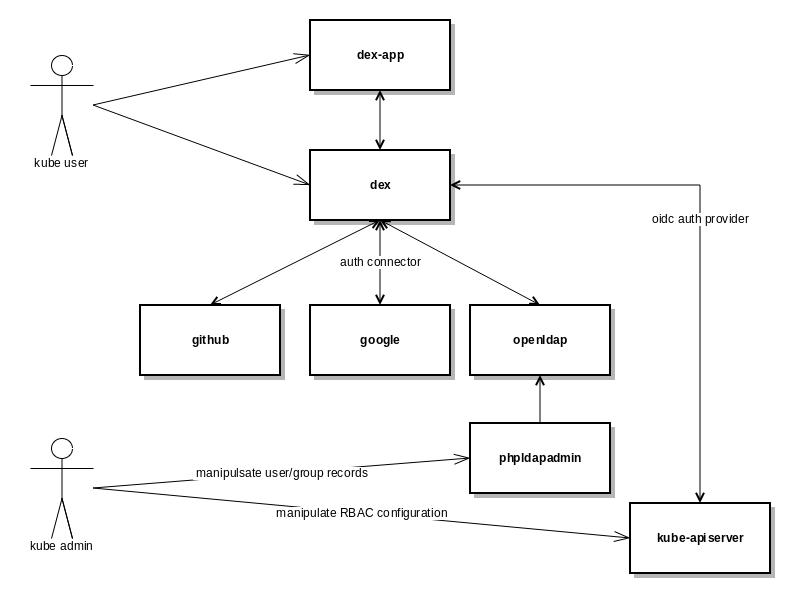 dex-app
kube user
dex
oidc auth provider
auth connector
github
google
openldap
phpldapadmin
manipulsate user/group records
manipulate RBAC configuration
kube-apiserver
kube admin